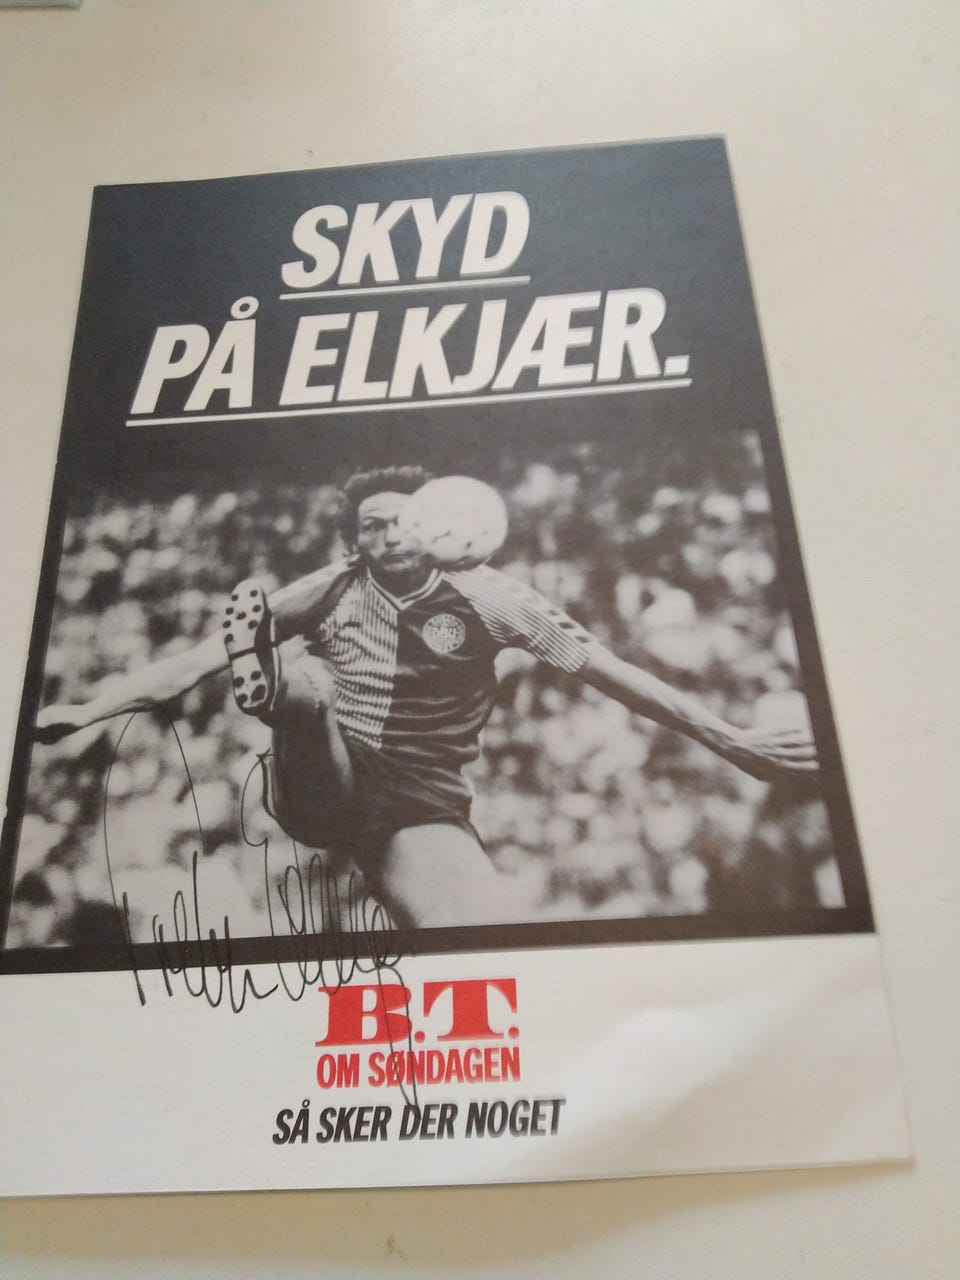 SKYD
PÅ ELKJÆR.
B.T.
OM SØNDAGEN
SÅ SKER DER NOGET